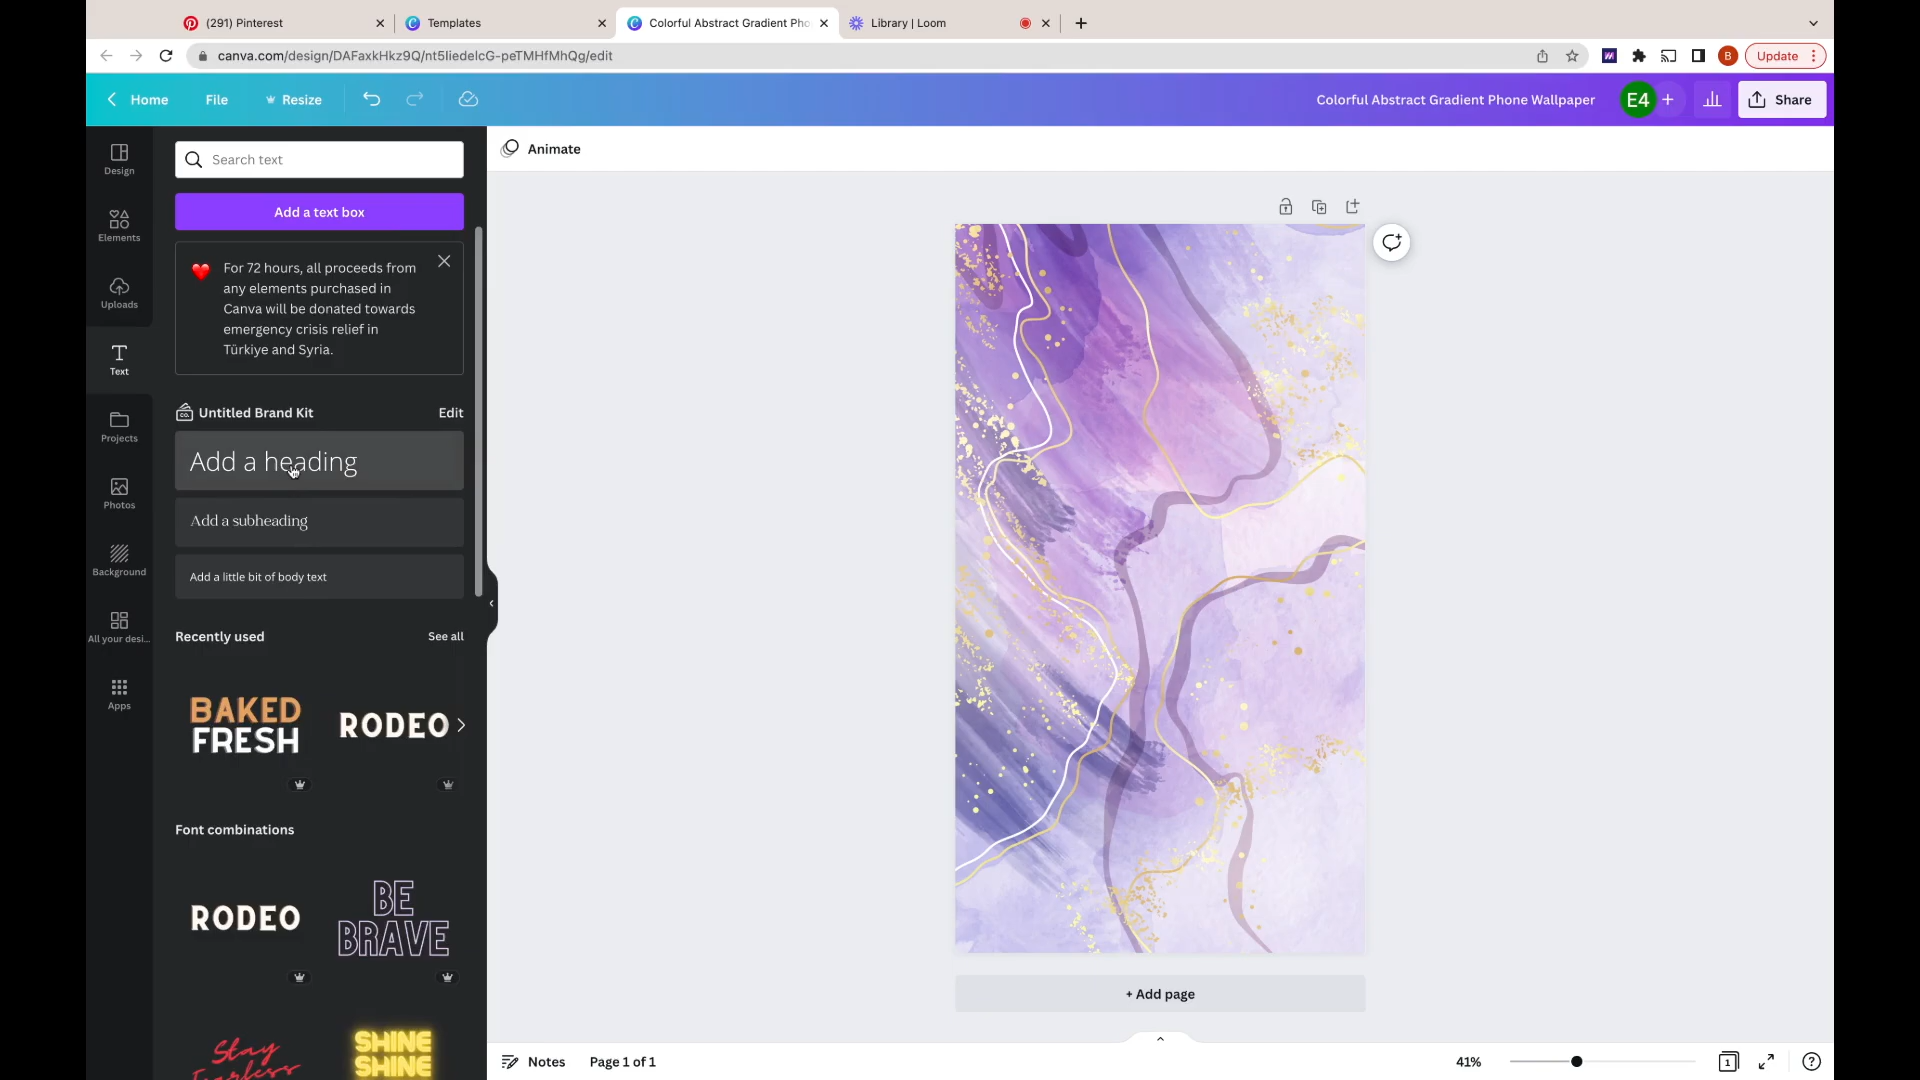 (291) Pinterest
Templates
Colorful Abstract Gradient Pho
Library | Loom
canva.com/design/DAFaxkHkz9Q/nt5IiedelcG-peTMHfMhQg/edit
B
Update
Home
File
Resize
Colorful Abstract Gradient Phone Wallpaper
E4
Share
Design
Elements
Uploads
Text
Projects
Photos
Background
All your desi...
Apps
Search text
Add a text box
For 72 hours, all proceeds from
any elements purchased in
Canva will be donated towards
emergency crisis relief in
Türkiye and Syria.
CO.
Untitled Brand Kit
Edit
Add a heading
Add a subheading
Add a little bit of body text
Recently used
See all
BAKED
FRESH
RODEO
Font combinations
RODEO
BE
BRAVE
Stay
Fearless
SHINE
SHINE
Animate
+ Add page
Notes
Page 1 of 1
41%
1